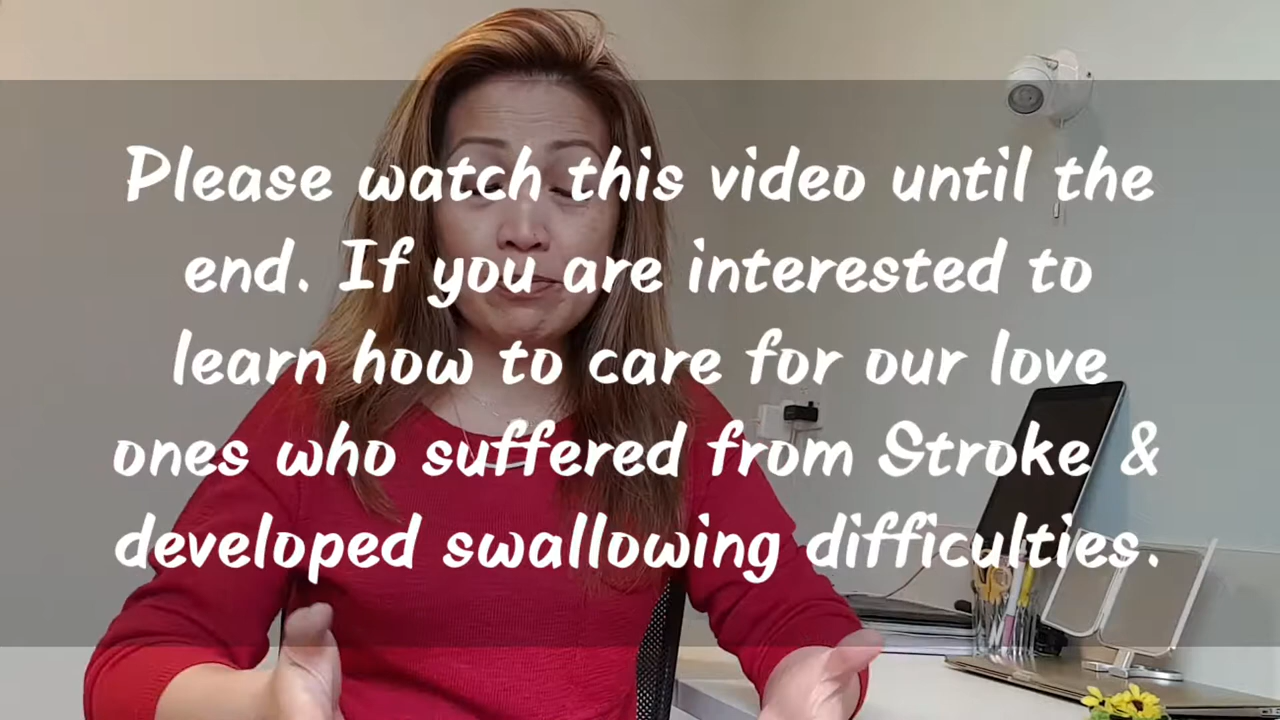 Please watch this video until the
end. If you are interested to
learn how to care for our love
ones who suffered from Stroke &
developed swallowing difficulties.